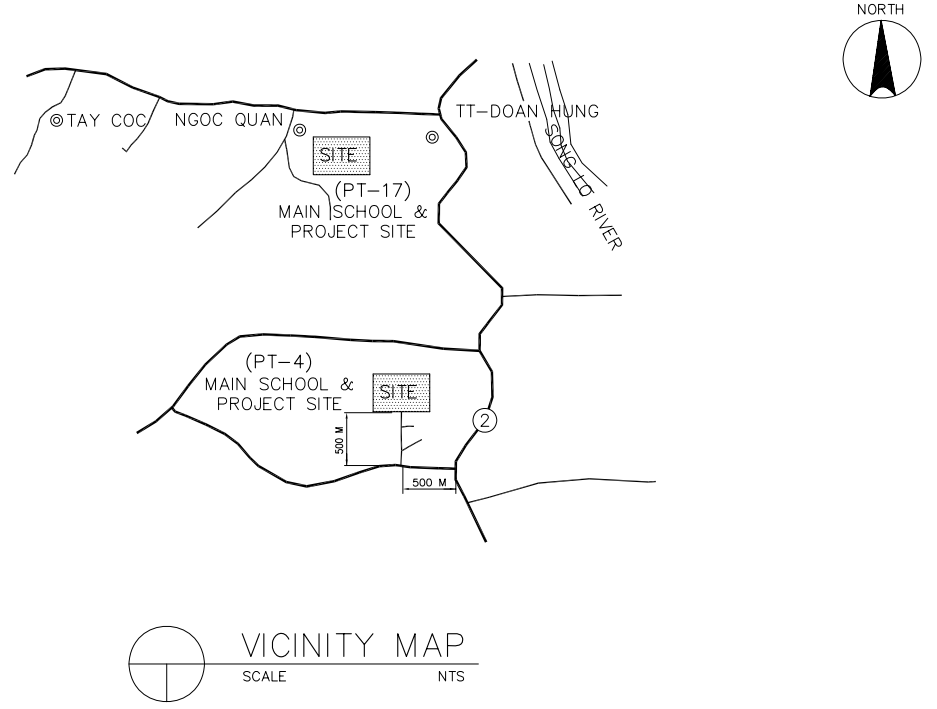 NORTH
TAY COC
NGOC QUAN
TT-DOAN HUNG
SONG LO RIVER
SITE
(PT-17)
MAIN SCHOOL &
PROJECT SITE
(PT-4)
MAIN SCHOOL &
PROJECT SITE
SITE
2
500 M
500 M
VICINITY MAP
SCALE NTS